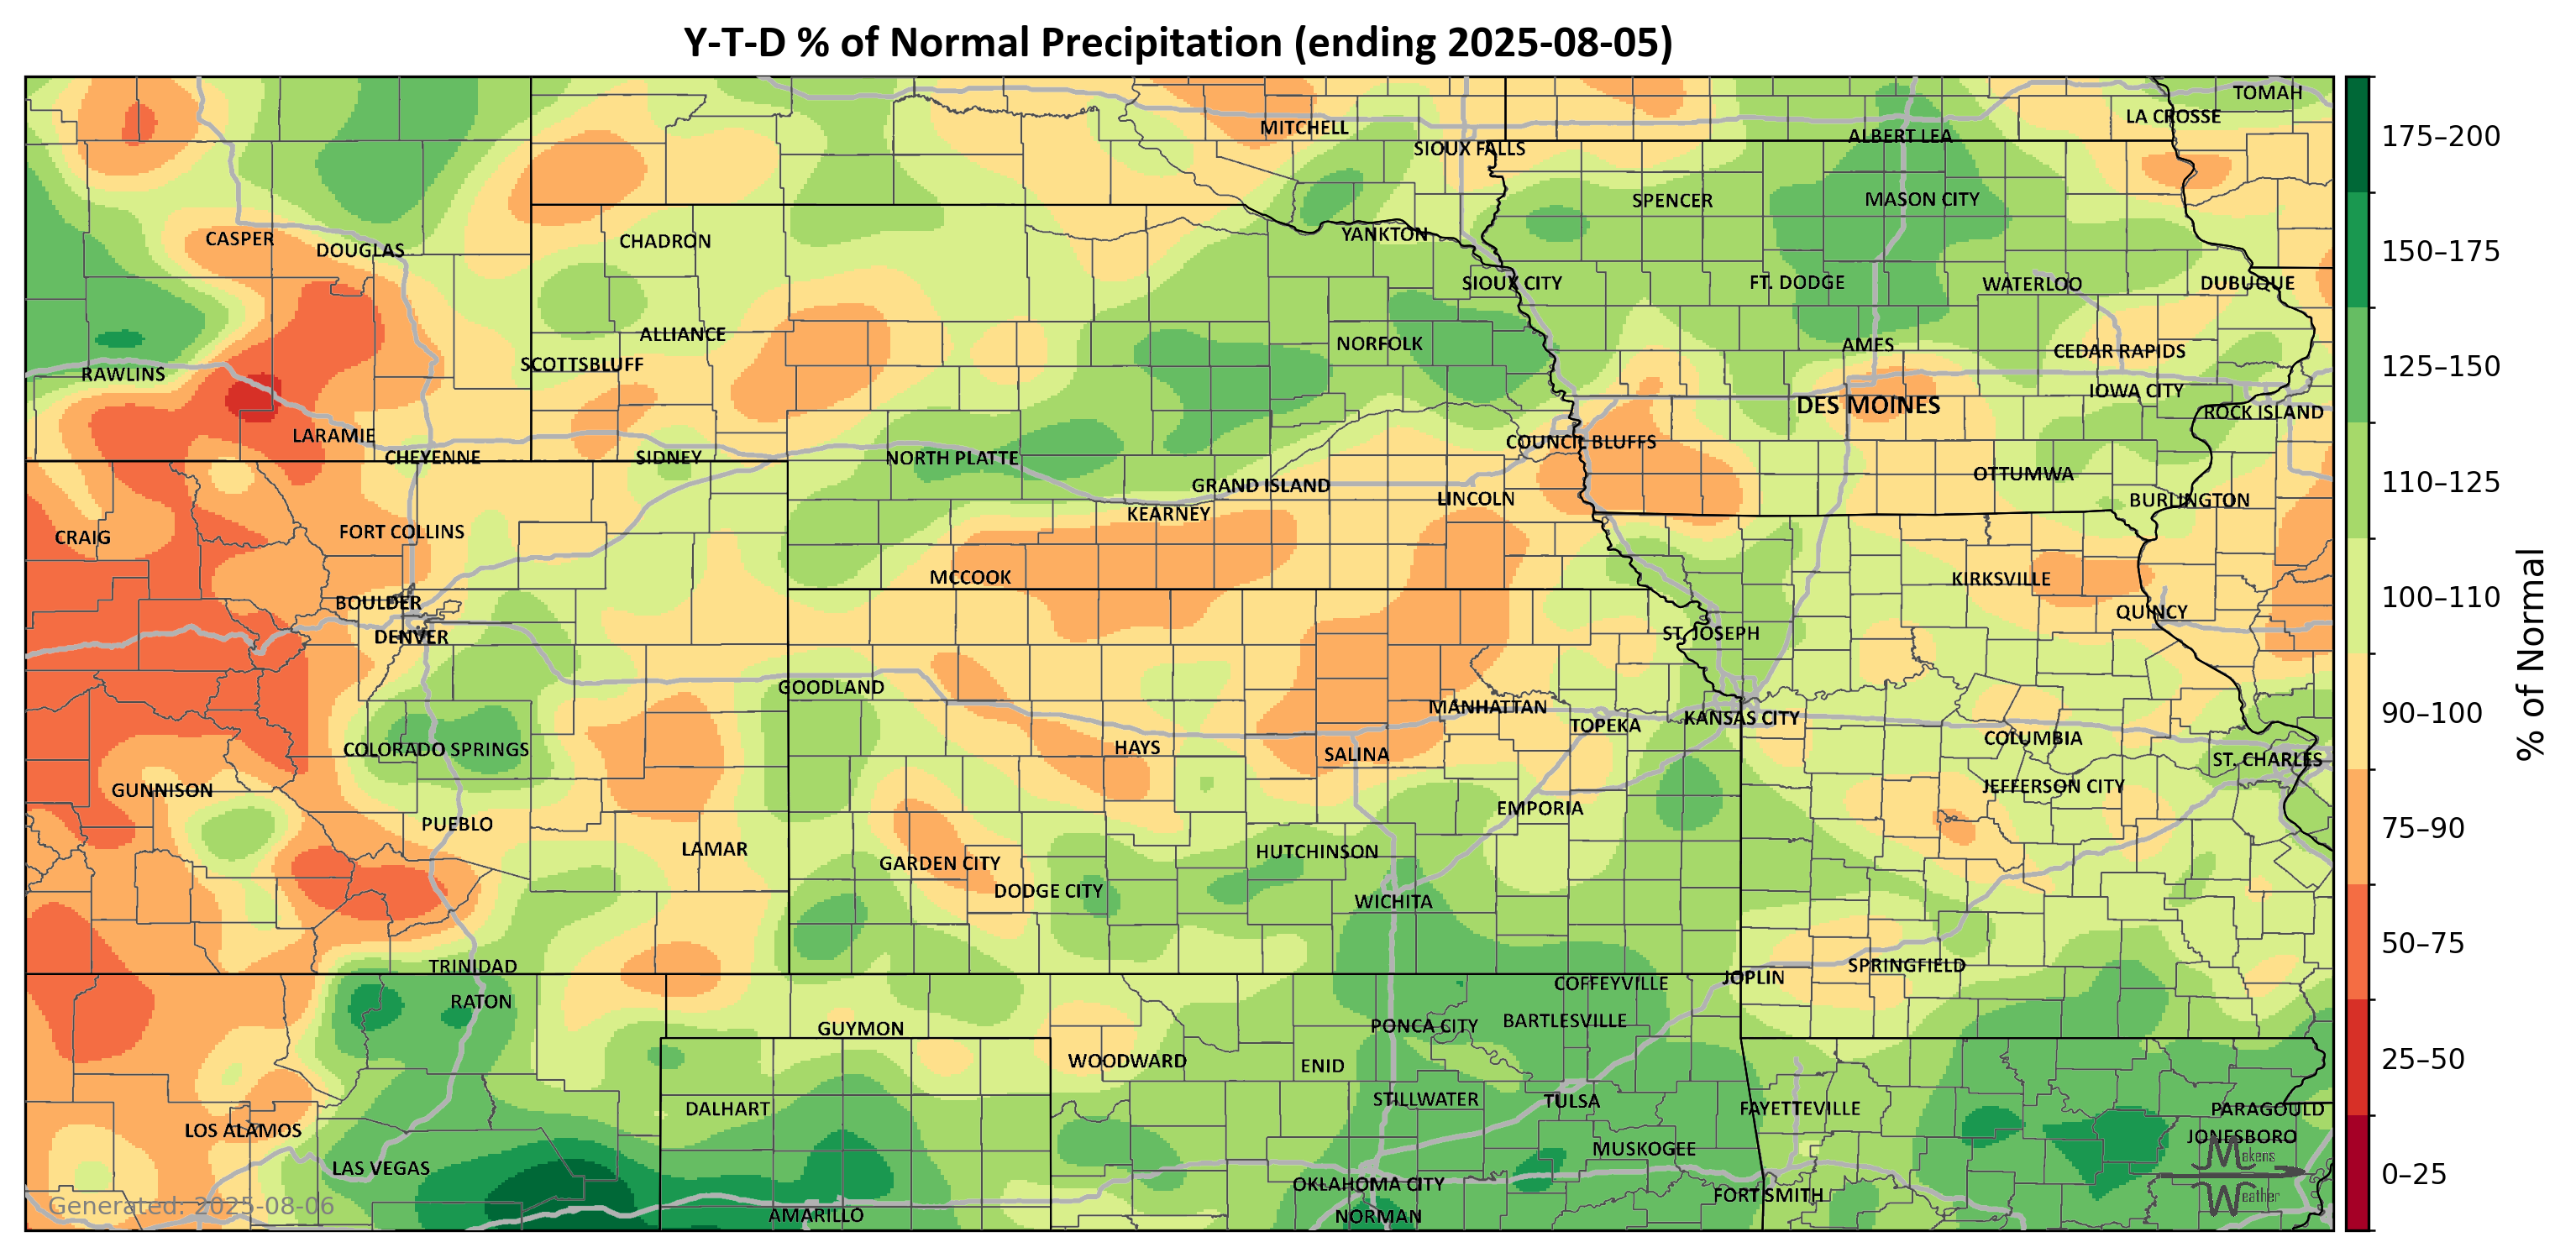 Y-T-D % of Normal Precipitation (ending 2025-08-05)
TOMAH
LA CROSSE
MITCHELL
ALBERT LEA
SIOUX FALLS
SPENCER
MASON CITY
CASPER
DOUGLAS
CHADRON
YANKTON
SIOUX CITY
FT. DODGE
WATERLOO
DUBUQUE
ALLIANCE
NORFOLK
AMES
CEDAR RAPIDS
SCOTTSBLUFF
RAWLINS
IOWA CITY
DES MOINES
ROCK ISLAND
LARAMIE
COUNCIL BLUFFS
CHEYENNE
SIDNEY
NORTH PLATTE
OTTUMWA
GRAND ISLAND
LINCOLN
BURLINGTON
KEARNEY
CRAIG
FORT COLLINS
MCCOOK
KIRKSVILLE
BOULDER
QUINCY
DENVER
ST. JOSEPH
GOODLAND
MANHATTAN
TOPEKA
KANSAS CITY
COLORADO SPRINGS
HAYS
SALINA
COLUMBIA
ST. CHARLES
GUNNISON
JEFFERSON CITY
EMPORIA
PUEBLO
LAMAR
HUTCHINSON
GARDEN CITY
DODGE CITY
WICHITA
TRINIDAD
SPRINGFIELD
JOPLIN
COFFEYVILLE
RATON
GUYMON
PONCA CITY
BARTLESVILLE
WOODWARD
ENID
DALHART
STILLWATER
TULSA
FAYETTEVILLE
PARAGOULD
LOS ALAMOS
JONESBORO
MUSKOGEE
LAS VEGAS
OKLAHOMA CITY
FORT SMITH
AMARILLO
NORMAN
Generated: 2025-08-06
Makens
Weather
175–200
150–175
125–150
110–125
100–110
90–100
75–90
50–75
25–50
0–25
% of Normal